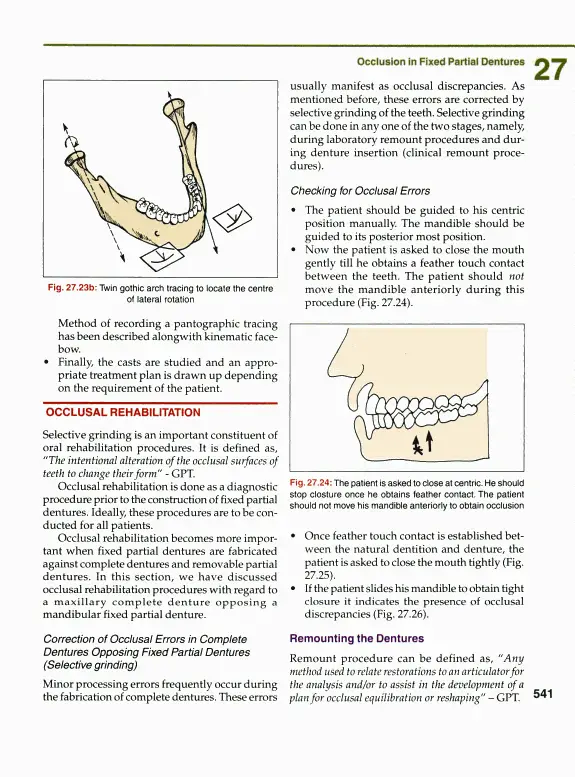 Occlusion in Fixed Partial Dentures 27
Fig. 27.23b: Twin gothic arch tracing to locate the centre
of lateral rotation
Method of recording a pantographic tracing
has been described alongwith kinematic face-
bow.
• Finally, the casts are studied and an appro-
priate treatment plan is drawn up depending
on the requirement of the patient.
OCCLUSAL REHABILITATION
Selective grinding is an important constituent of
oral rehabilitation procedures. It is defined as,
"The intentional alteration of the occlusal surfaces of
teeth to change their form" - GPT.
Occlusal rehabilitation is done as a diagnostic
procedure prior to the construction of fixed partial
dentures. Ideally, these procedures are to be con-
ducted for all patients.
Occlusal rehabilitation becomes more impor-
tant when fixed partial dentures are fabricated
against complete dentures and removable partial
dentures. In this section, we have discussed
occlusal rehabilitation procedures with regard to
a maxillary complete denture opposing a
mandibular fixed partial denture.
Correction of Occlusal Errors in Complete
Dentures Opposing Fixed Partial Dentures
(Selective grinding)
Minor processing errors frequently occur during
the fabrication of complete dentures. These errors
usually manifest as occlusal discrepancies. As
mentioned before, these errors are corrected by
selective grinding of the teeth. Selective grinding
can be done in any one of the two stages, namely,
during laboratory remount procedures and dur-
ing denture insertion (clinical remount proce-
dures).
Checking for Occlusal Errors
• The patient should be guided to his centric
position manually. The mandible should be
guided to its posterior most position.
• Now the patient is asked to close the mouth
gently till he obtains a feather touch contact
between the teeth. The patient should not
move the mandible anteriorly during this
procedure (Fig. 27.24).
Fig. 27.24: The patient is asked to close at centric. He should
stop closture once he obtains feather contact. The patient
should not move his mandible anteriorly to obtain occlusion
• Once feather touch contact is established bet-
ween the natural dentition and denture, the
patient is asked to close the mouth tightly (Fig.
27.25).
• If the patient slides his mandible to obtain tight
closure it indicates the presence of occlusal
discrepancies (Fig. 27.26).
Remounting the Dentures
Remount procedure can be defined as, "Any
method used to relate restorations to an articulator for
the analysis and/or to assist in the development of a
plan for occlusal equilibration or reshaping" – GPT.
541